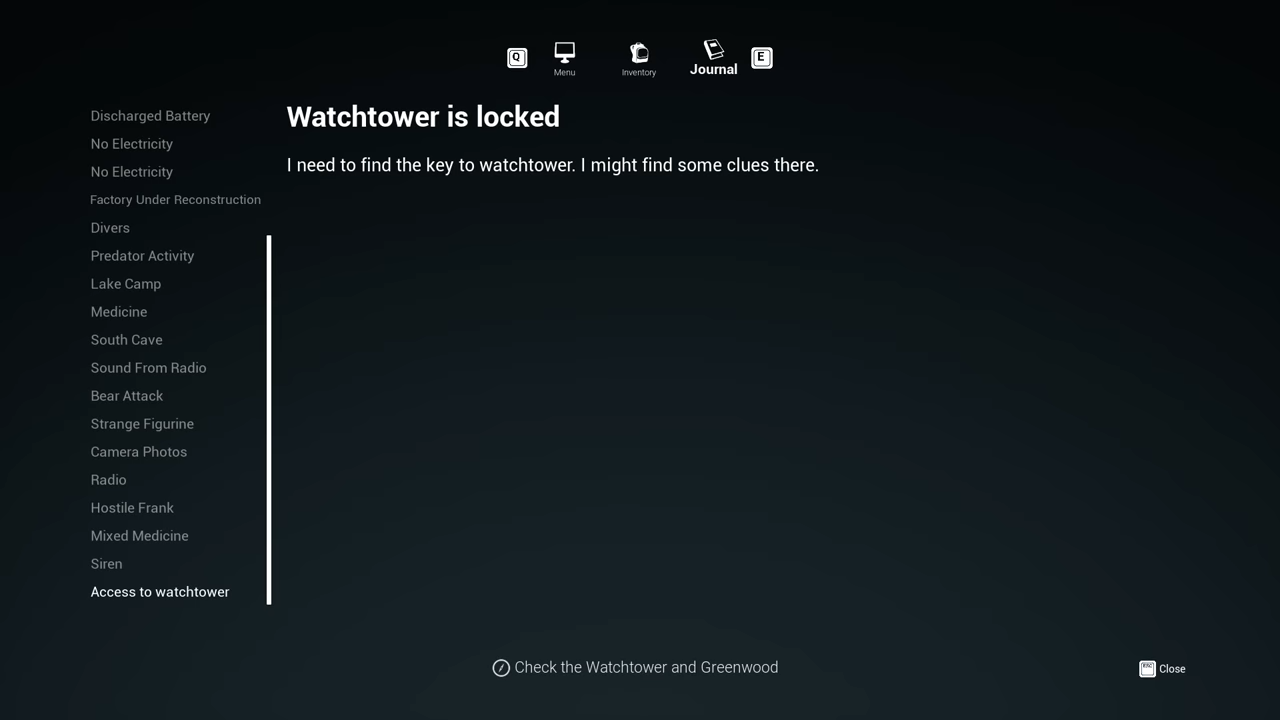 Q
Menu
Inventory
Journal
E
Discharged Battery
No Electricity
No Electricity
Factory Under Reconstruction
Divers
Predator Activity
Lake Camp
Medicine
South Cave
Sound From Radio
Bear Attack
Strange Figurine
Camera Photos
Radio
Hostile Frank
Mixed Medicine
Siren
Access to watchtower
Watchtower is locked
I need to find the key to watchtower. I might find some clues there.
Check the Watchtower and Greenwood
Close